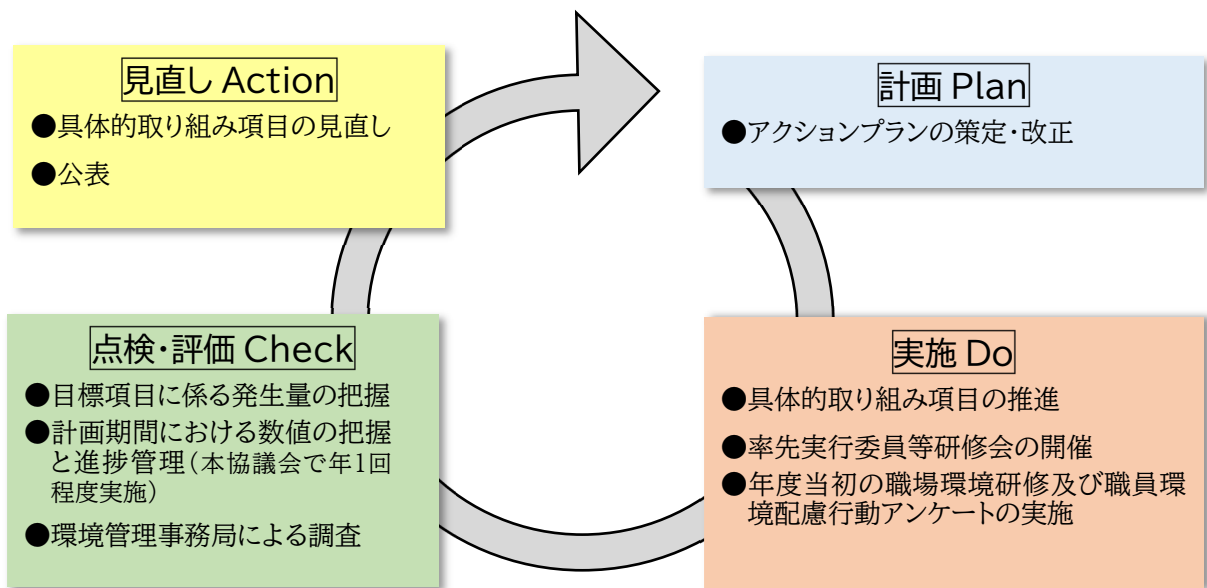 見直し Action
●具体的取り組み項目の見直し
●公表
計画 Plan
●アクションプランの策定・改正
点検・評価 Check
●目標項目に係る発生量の把握
●計画期間における数値の把握
と進捗管理(本協議会で年1回
程度実施)
●環境管理事務局による調査
実施 Do
●具体的取り組み項目の推進
●率先実行委員等研修会の開催
●年度当初の職場環境研修及び職員環
境配慮行動アンケートの実施